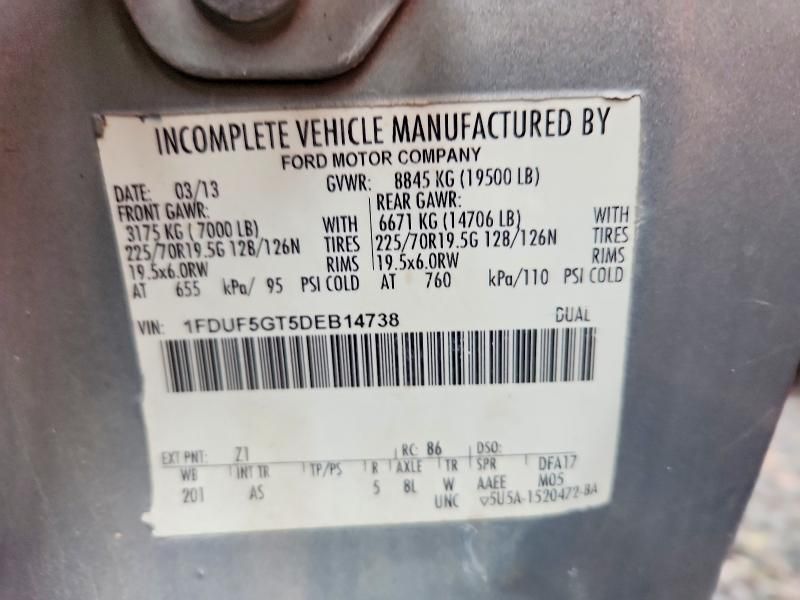 INCOMPLETE VEHICLE MANUFACTURED BY
FORD MOTOR COMPANY
DATE: 03/13 GVWR: 8845 KG (19500 LB)
FRONT GAWR: REAR GAWR:
3175 KG (7000 LB) WITH 6671 KG (14706 LB) WITH
225/70R19.5G 128/126N TIRES 225/70R19.5G 128/126N TIRES
19.5x6.0RW RIMS 19.5x6.0RW RIMS
AT 655 kPa/ 95 PSI COLD AT 760 kPa/110 PSI COLD
VIN: 1FDUF5GT5DEB14738 DUAL
EXT PNT: Z1 RC: 86 DSO:
WB INT TR TP/PS R AXLE TR SPR DFA17
201 AS 5 8L W AAEE M05
UNC ▽5U5A-1520472-BA